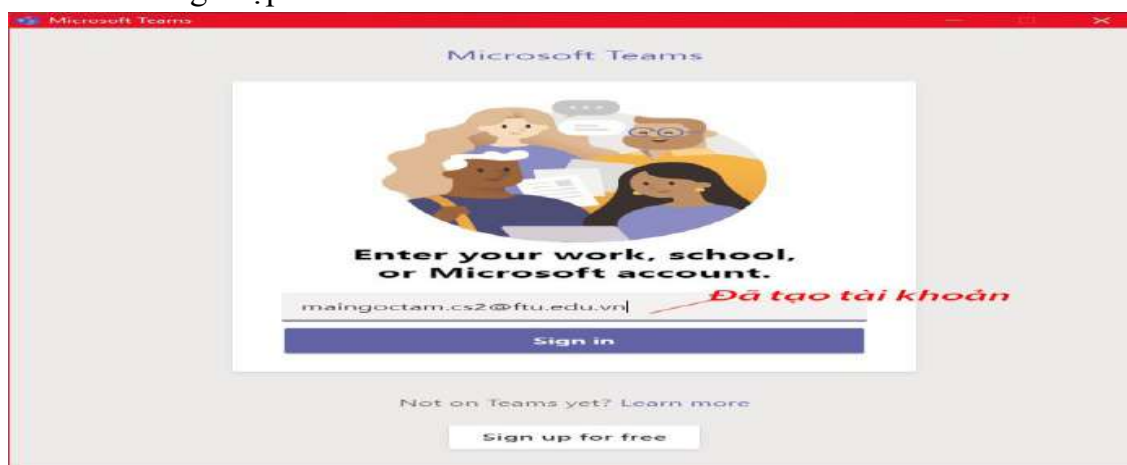 Microsoft Teams
Microsoft Teams
Enter your work, school,
or Microsoft account.
maingoctam.cs2@ftu.edu.vn
Đã tạo tài khoản
Sign in
Not on Teams yet? Learn more
Sign up for free